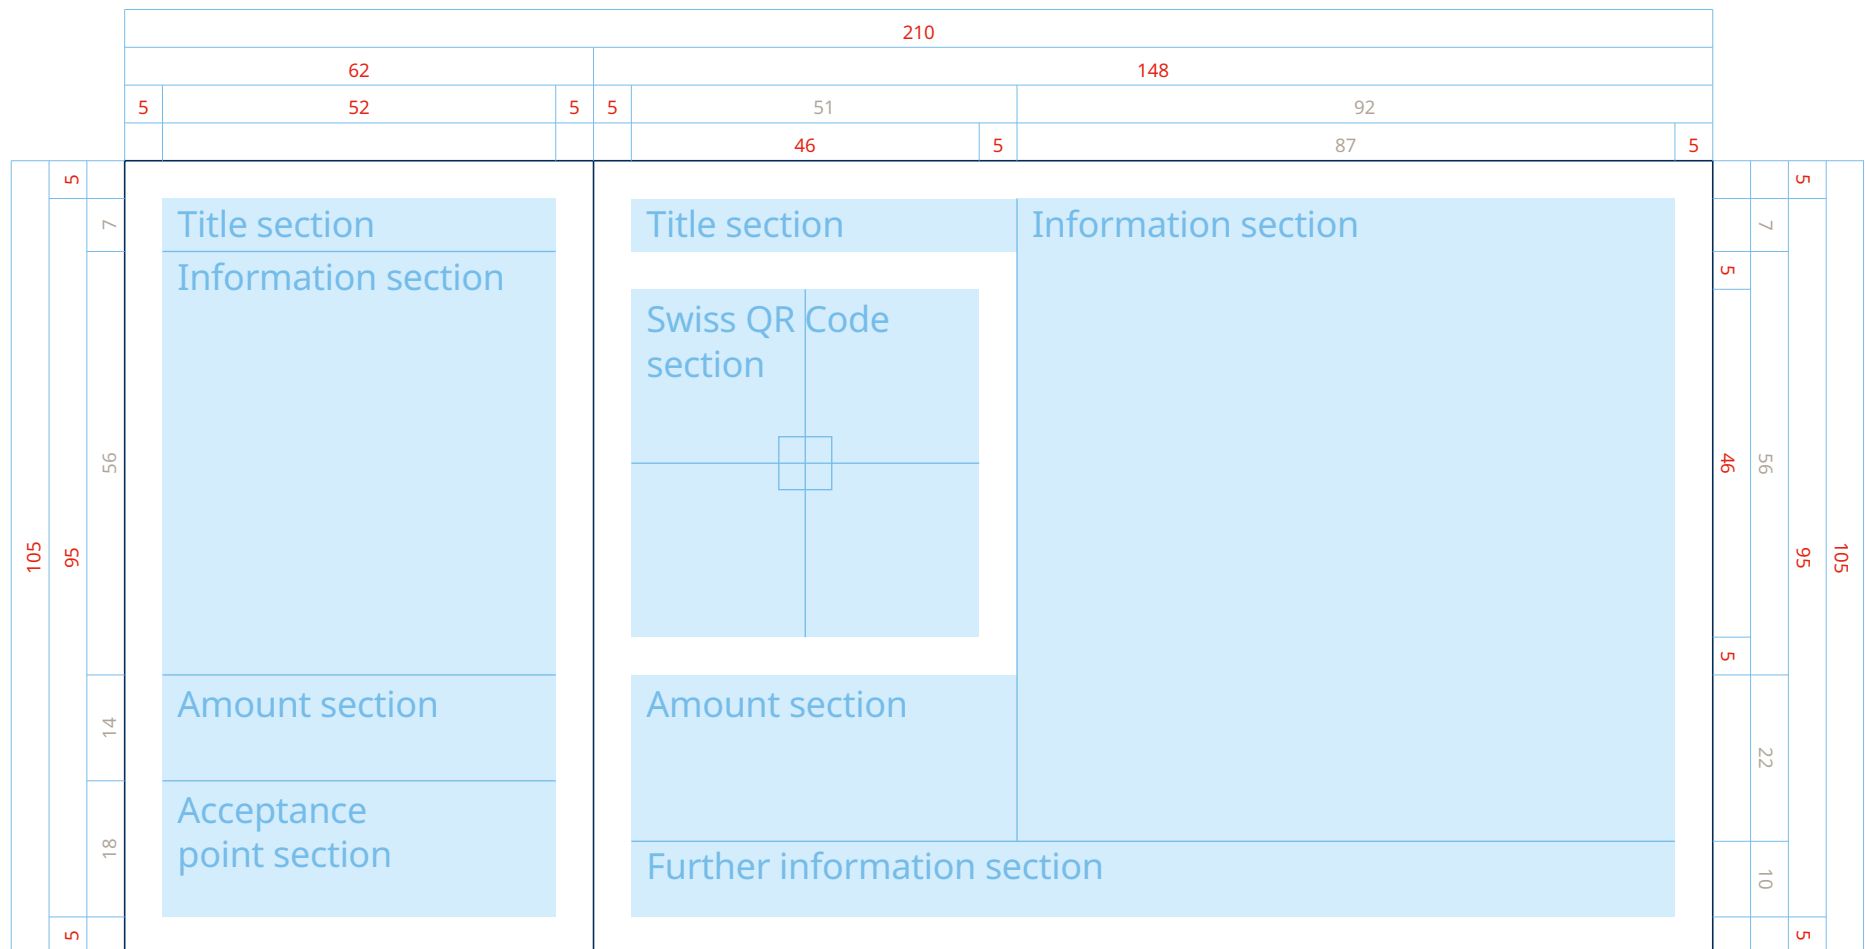 210
62 148
5 52 5 5 51 92
46 5 87 5
5 5
7 Title section Title section Information section 7
Information section 5
Swiss QR Code
section
56 46 56
105 95 95 105
5
14 Amount section Amount section
22
18 Acceptance
point section Further information section 10
5 5